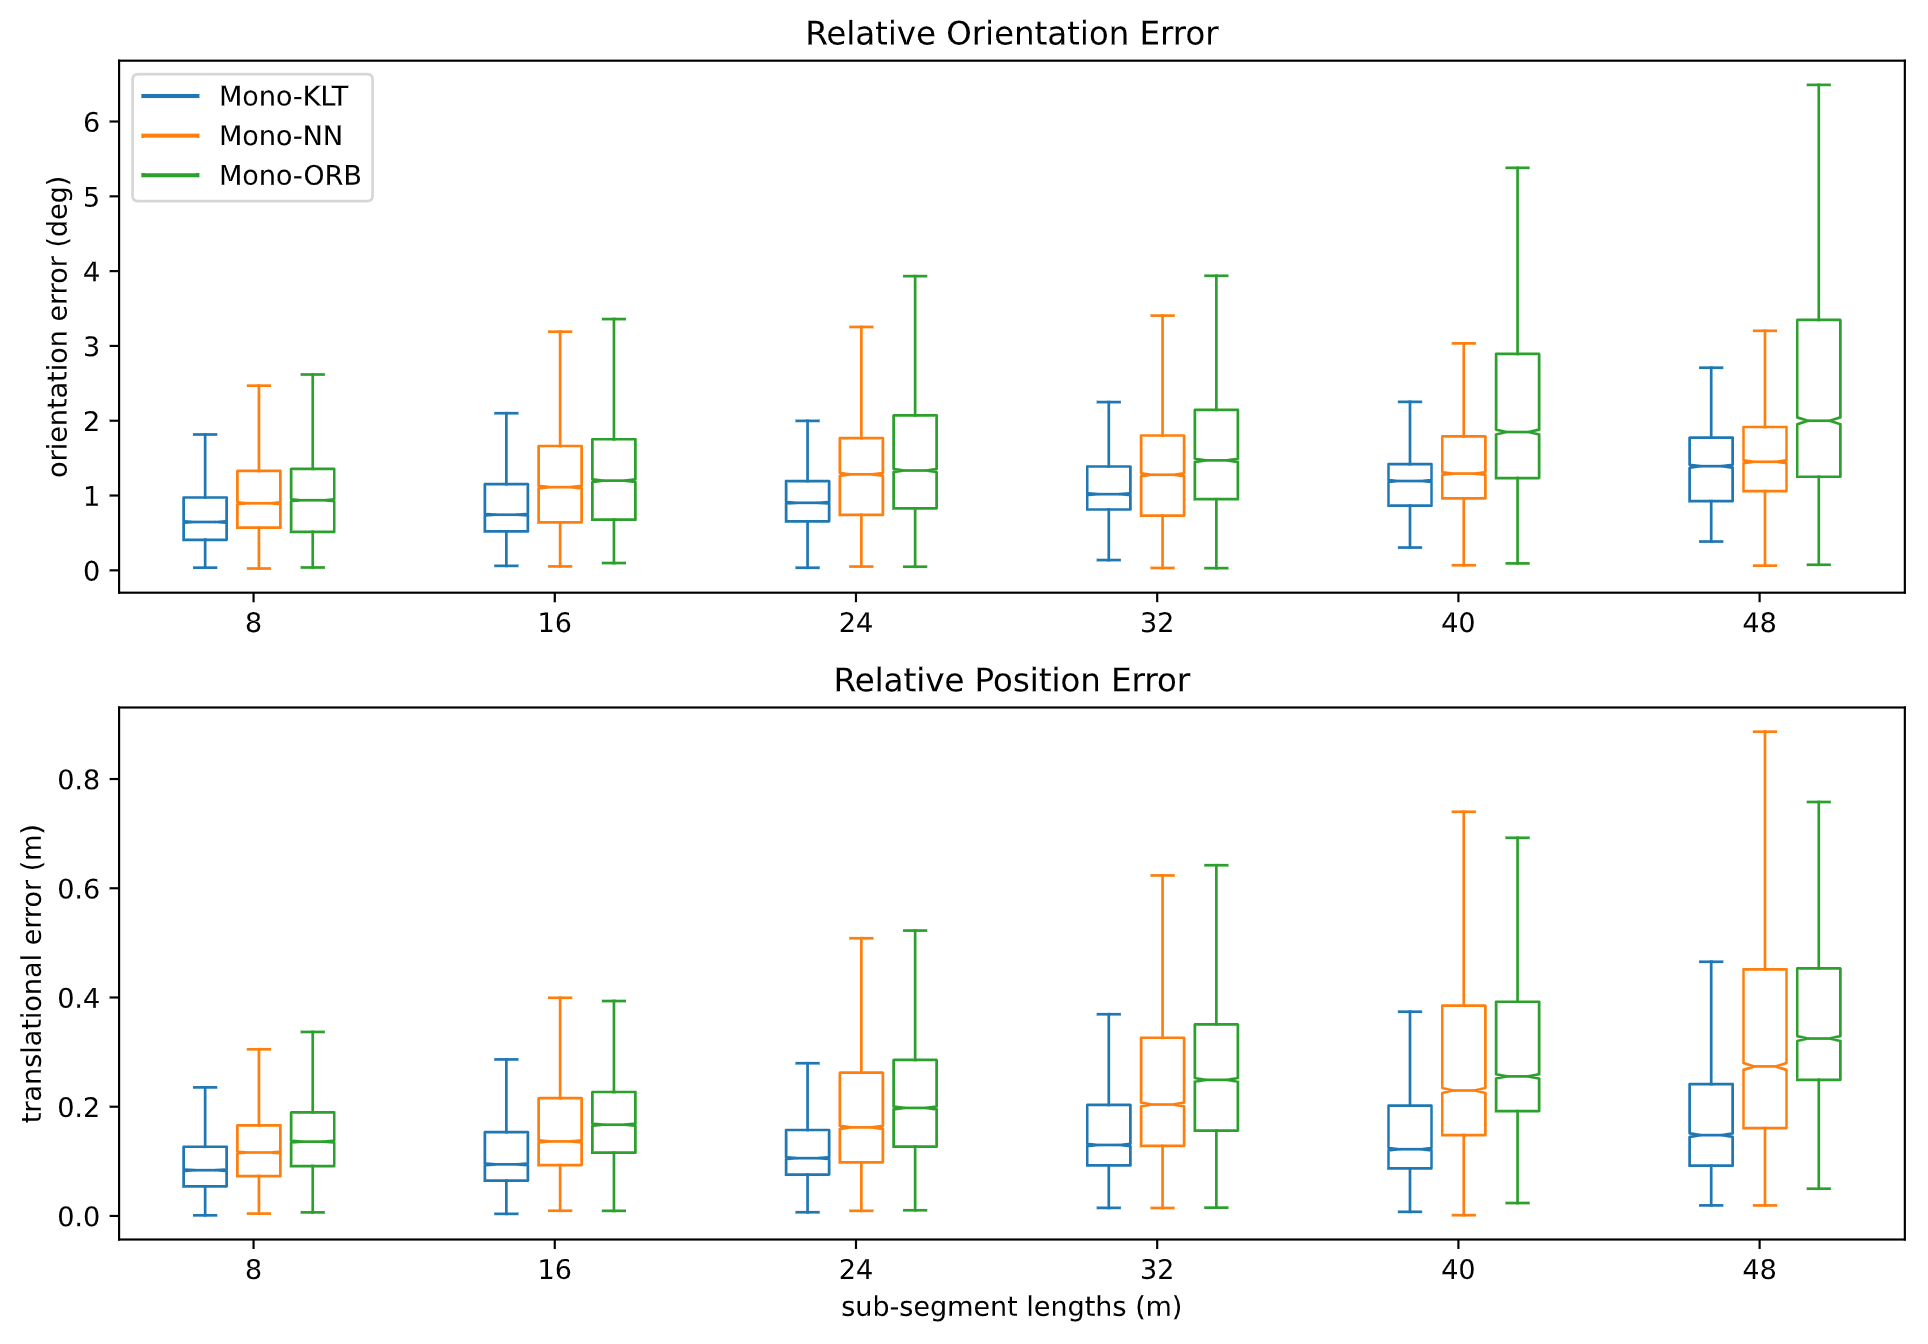 Relative Orientation Error
Mono-KLT
Mono-NN
Mono-ORB
orientation error (deg)
6
5
4
3
2
1
0
8 16 24 32 40 48
Relative Position Error
translational error (m)
0.8
0.6
0.4
0.2
0.0
8 16 24 32 40 48
sub-segment lengths (m)